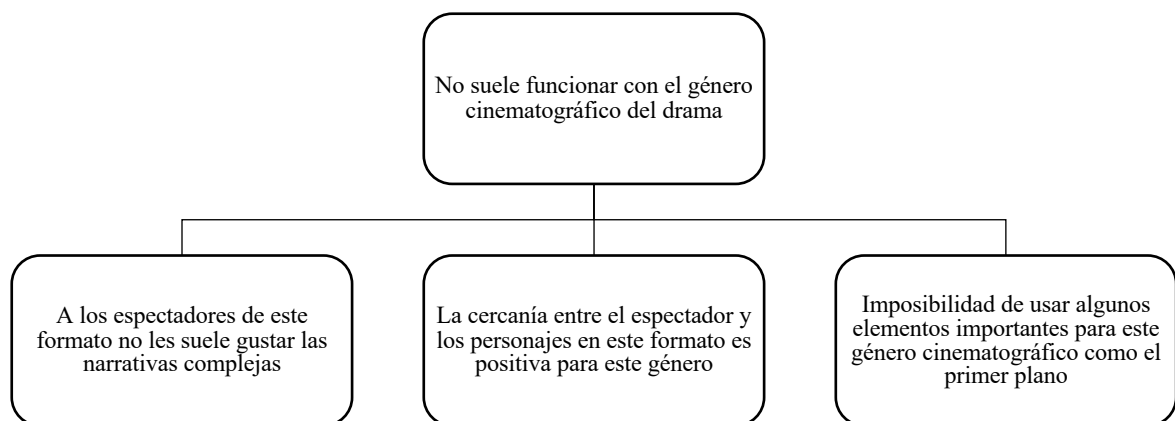 No suele funcionar con el género
cinematográfico del drama
A los espectadores de este
formato no les suele gustar las
narrativas complejas
La cercanía entre el espectador y
los personajes en este formato es
positiva para este género
Imposibilidad de usar algunos
elementos importantes para este
género cinematográfico como el
primer plano